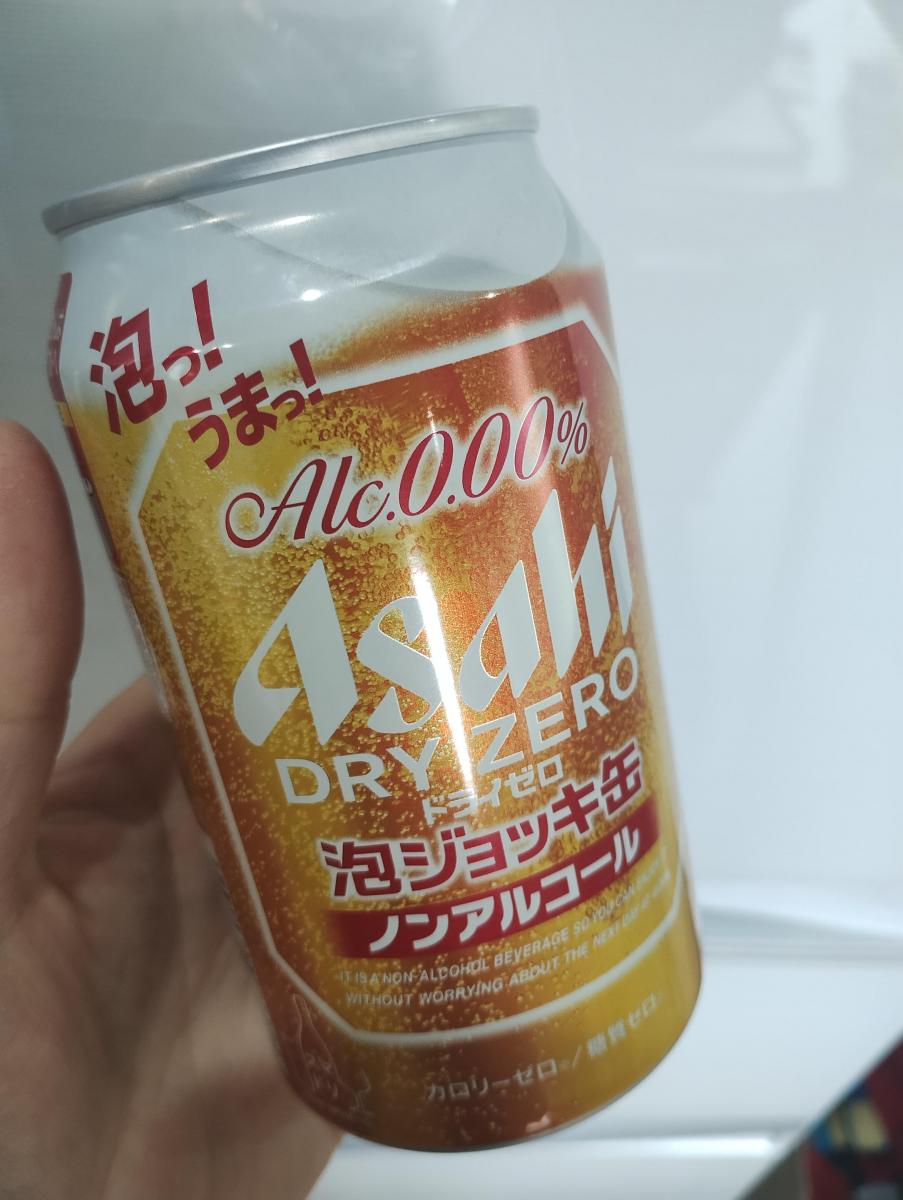 泡っ!
うまっ!
Alc.0.00%
Asahi
DRY ZERO
ドライゼロ
泡ジョッキ缶
ノンアルコール
IT IS A NON-ALCOHOL BEVERAGE SO YOU CAN
WITHOUT WORRYING ABOUT THE NEXT DAY
カロリーゼロ※/糖質ゼロ※